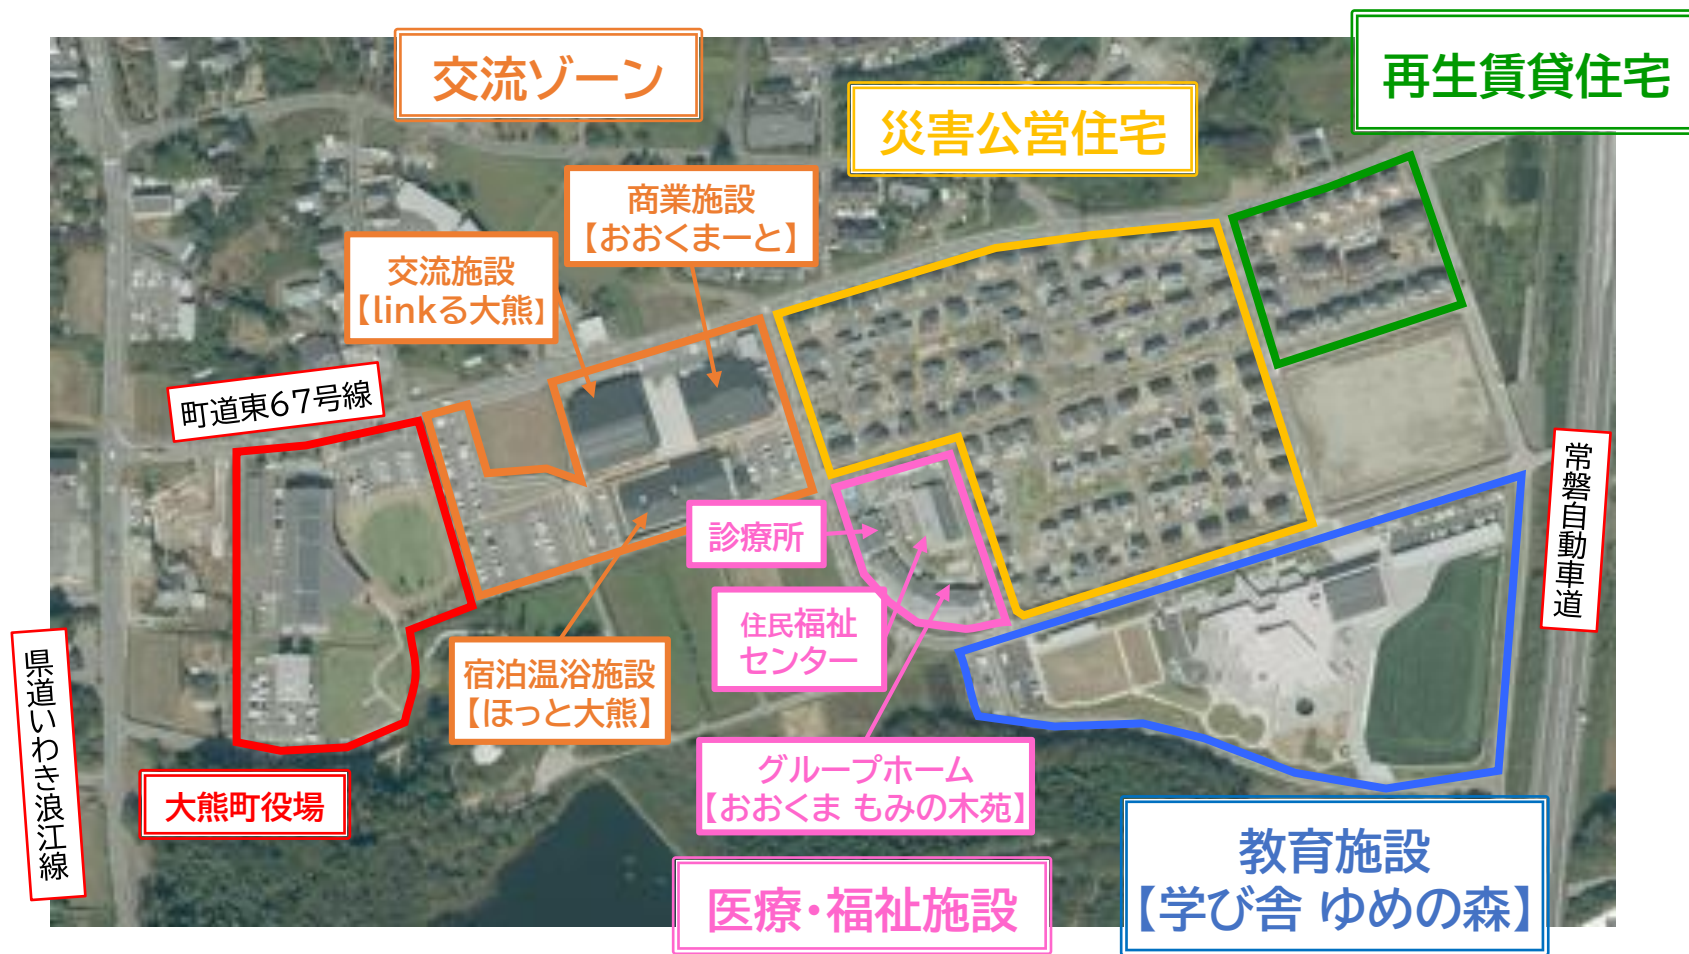 交流ゾーン
災害公営住宅
再生賃貸住宅
商業施設
【おおくまーと】
交流施設
【linkる大熊】
町道東67号線
常磐自動車道
診療所
住民福祉
センター
宿泊温浴施設
【ほっと大熊】
県道いわき浪江線
グループホーム
【おおくま もみの木苑】
大熊町役場
医療・福祉施設
教育施設
【学び舎 ゆめの森】